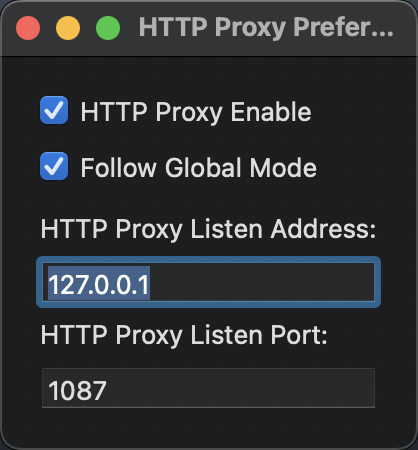 HTTP Proxy Prefer...
HTTP Proxy Enable
Follow Global Mode
HTTP Proxy Listen Address:
127.0.0.1
HTTP Proxy Listen Port:
1087